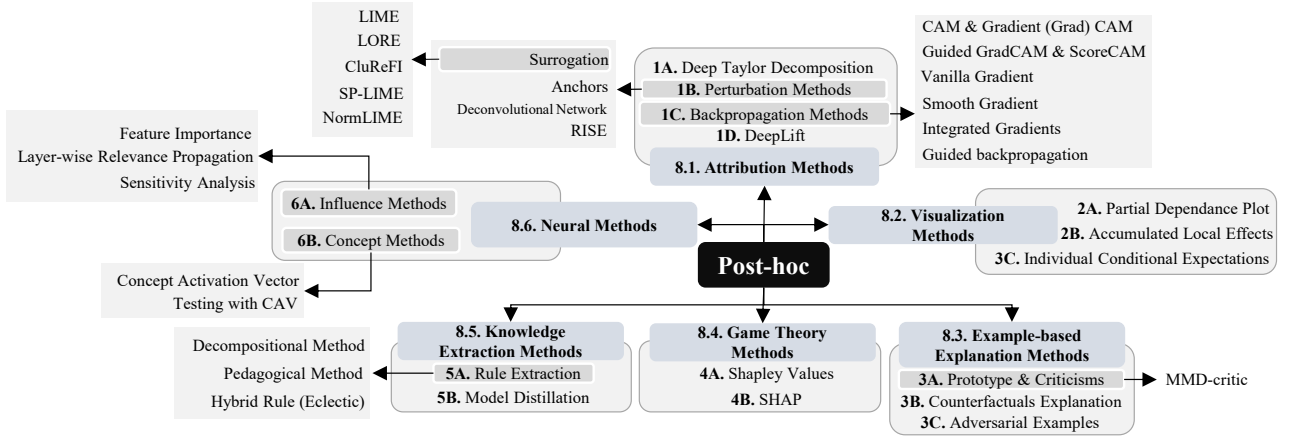 LIME
LORE
CluReFI
SP-LIME
NormLIME
Surrogation
Anchors
Deconvolutional Network
RISE
1A. Deep Taylor Decomposition
1B. Perturbation Methods
1C. Backpropagation Methods
1D. DeepLift
8.1. Attribution Methods
CAM & Gradient (Grad) CAM
Guided GradCAM & ScoreCAM
Vanilla Gradient
Smooth Gradient
Integrated Gradients
Guided backpropagation
Feature Importance
Layer-wise Relevance Propagation
Sensitivity Analysis
6A. Influence Methods
6B. Concept Methods
8.6. Neural Methods
Concept Activation Vector
Testing with CAV
8.2. Visualization
Methods
2A. Partial Dependance Plot
2B. Accumulated Local Effects
3C. Individual Conditional Expectations
Post-hoc
8.5. Knowledge
Extraction Methods
5A. Rule Extraction
5B. Model Distillation
Decompositional Method
Pedagogical Method
Hybrid Rule (Eclectic)
8.4. Game Theory
Methods
4A. Shapley Values
4B. SHAP
8.3. Example-based
Explanation Methods
3A. Prototype & Criticisms
3B. Counterfactuals Explanation
3C. Adversarial Examples
MMD-critic